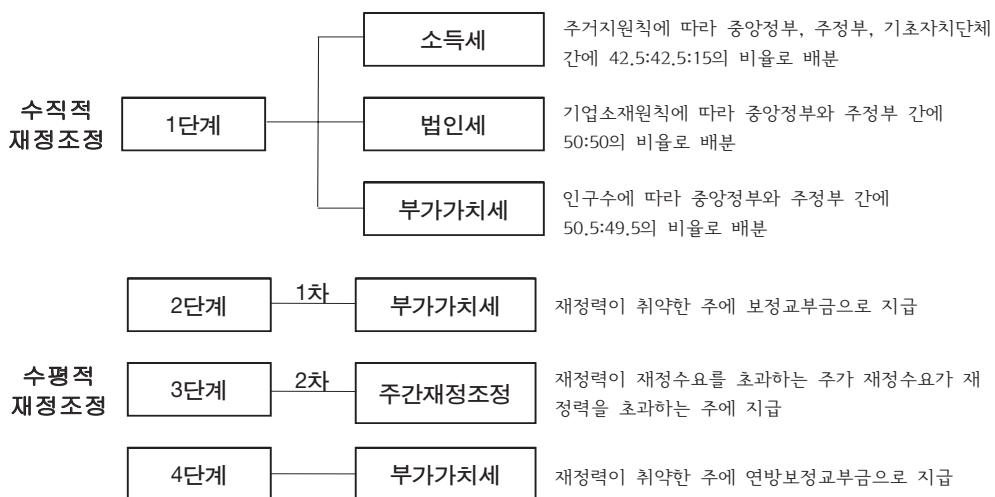 소득세
주거지원칙에 따라 중앙정부, 주정부, 기초자치단체
간에 42.5:42.5:15의 비율로 배분
수직적
재정조정
1단계
법인세
기업소재원칙에 따라 중앙정부와 주정부 간에
50:50의 비율로 배분
부가가치세
인구수에 따라 중앙정부와 주정부 간에
50.5:49.5의 비율로 배분
2단계
1차
부가가치세
재정력이 취약한 주에 보정교부금으로 지급
수평적
재정조정
3단계
2차
주간재정조정
재정력이 재정수요를 초과하는 주가 재정수요가 재
정력을 초과하는 주에 지급
4단계
부가가치세
재정력이 취약한 주에 연방보정교부금으로 지급